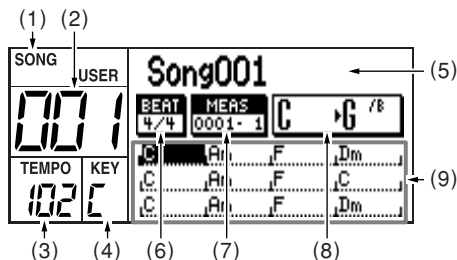 (1) (2)
SONG
USER
001
Song001
(5)
BEAT
4/4
MEAS
0001- 1
C ▸G /B
TEMPO
102
KEY
C
C Am F Dm
C Am F C
C Am F Dm
(9)
(3) (4) (6) (7) (8)